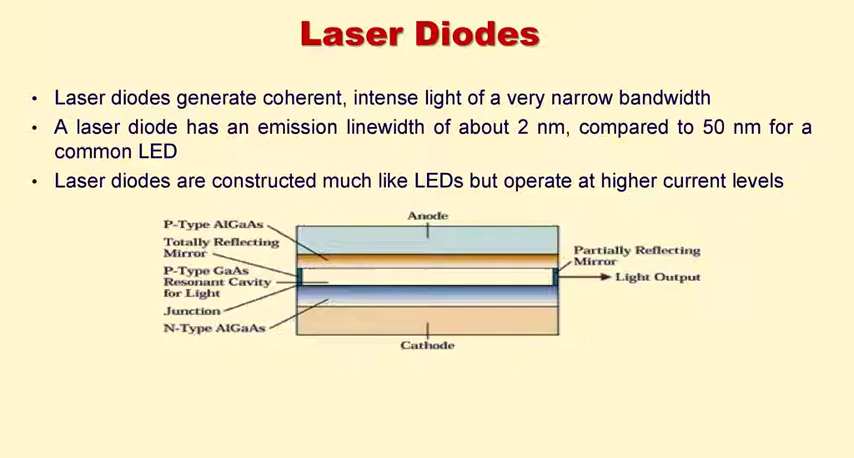 Laser Diodes
• Laser diodes generate coherent, intense light of a very narrow bandwidth
• A laser diode has an emission linewidth of about 2 nm, compared to 50 nm for a
common LED
• Laser diodes are constructed much like LEDs but operate at higher current levels
Anode
P-Type AlGaAs
Totally Reflecting
Mirror
P-Type GaAs
Resonant Cavity
for Light
Junction
N-Type AlGaAs
Partially Reflecting
Mirror
Light Output
Cathode